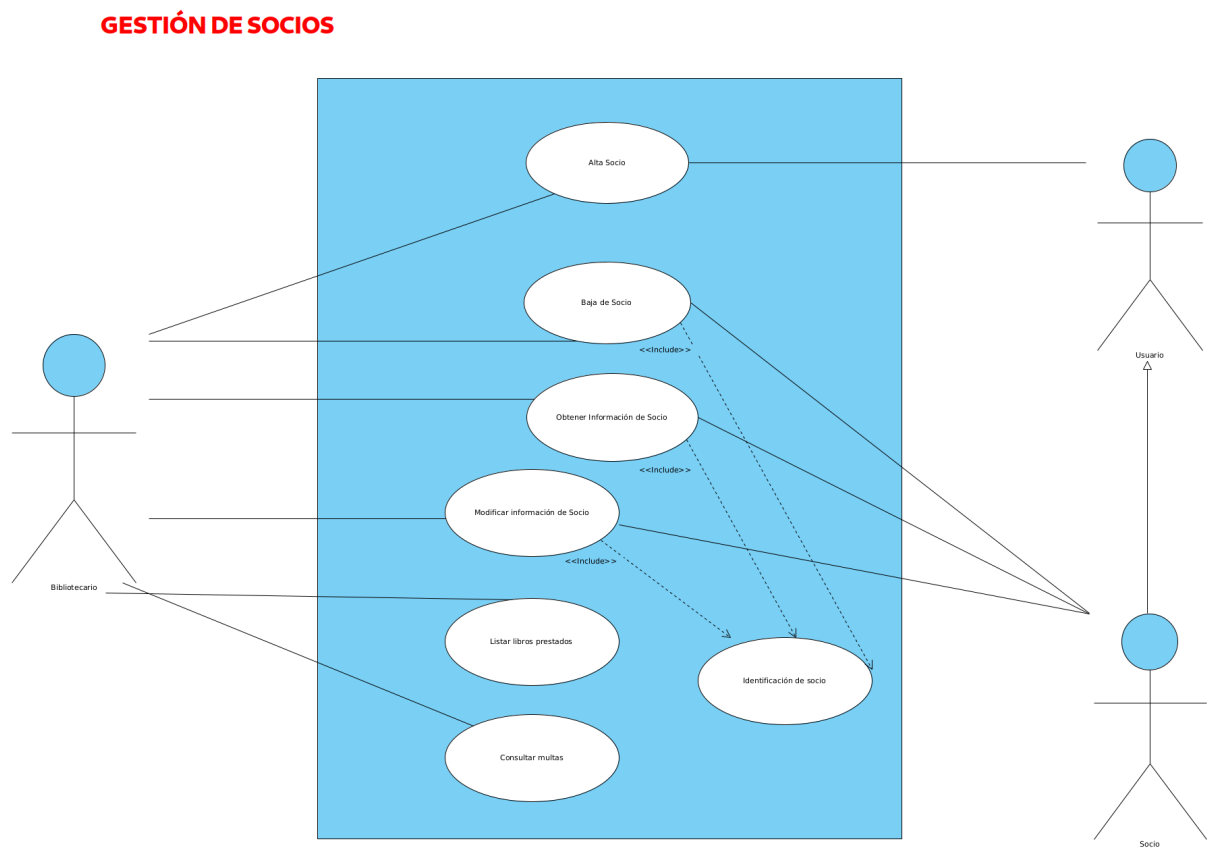 GESTIÓN DE SOCIOS
Alta Socio
Baja de Socio
<<Include>>
Usuario
Obtener Información de Socio
<<Include>>
Modificar información de Socio
<<Include>>
Bibliotecario
Listar libros prestados
Identificación de socio
Consultar multas
Socio